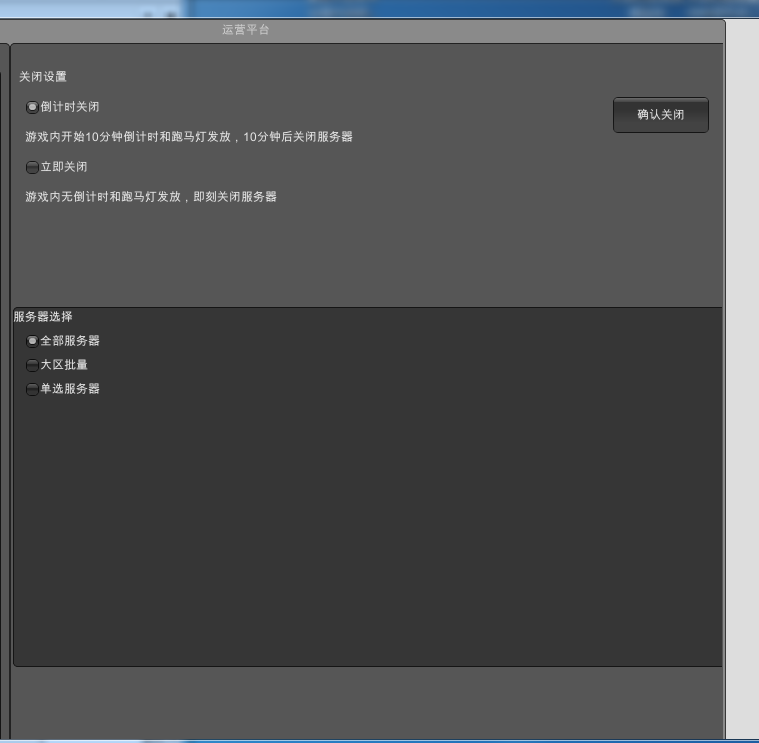 运营平台
关闭设置
倒计时关闭
确认关闭
游戏内开始10分钟倒计时和跑马灯发放，10分钟后关闭服务器
立即关闭
游戏内无倒计时和跑马灯发放，即刻关闭服务器
服务器选择
全部服务器
大区批量
单选服务器